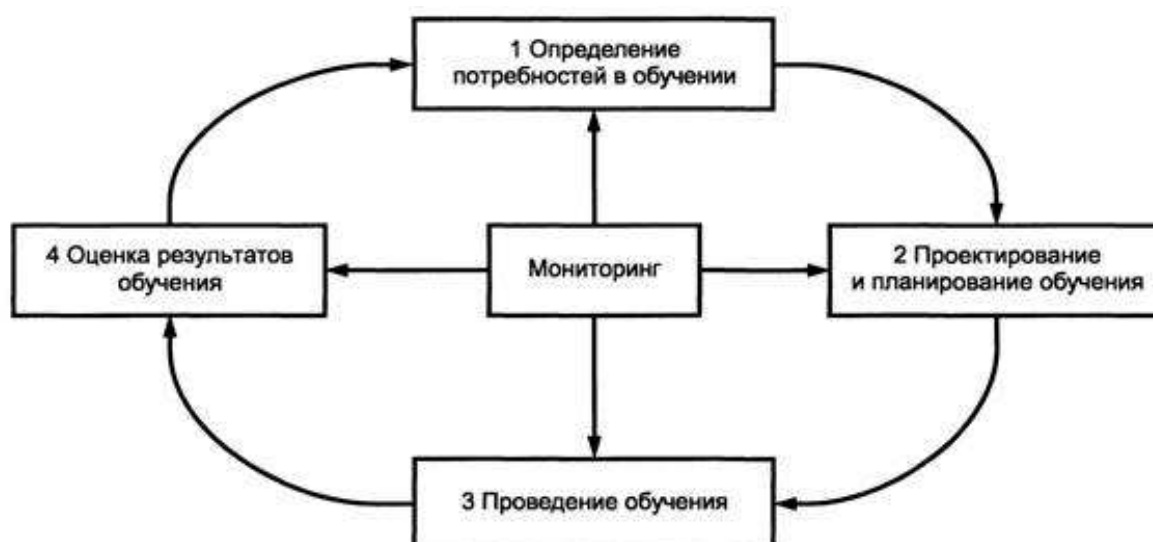 1 Определение
потребностей в обучении
4 Оценка результатов
обучения
Мониторинг
2 Проектирование
и планирование обучения
3 Проведение обучения